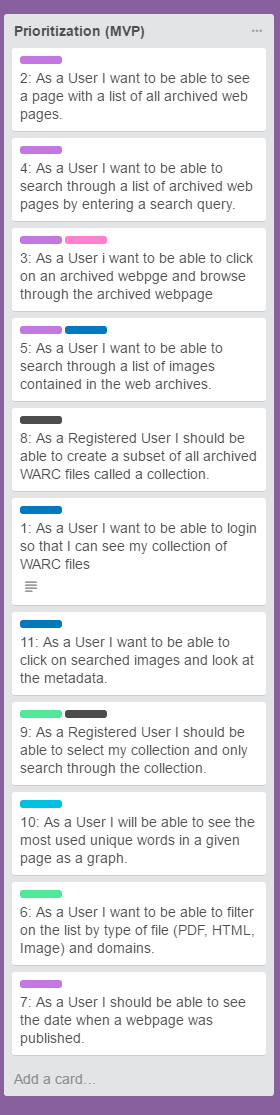 Prioritization (MVP)
2: As a User I want to be able to see
a page with a list of all archived web
pages.
4: As a User I want to be able to
search through a list of archived web
pages by entering a search query.
3: As a User i want to be able to click
on an archived webpge and browse
through the archived webpage
5: As a User I want to be able to
search through a list of images
contained in the web archives.
8: As a Registered User I should be
able to create a subset of all archived
WARC files called a collection.
1: As a User I want to be able to login
so that I can see my collection of
WARC files
11: As a User I want to be able to
click on searched images and look at
the metadata.
9: As a Registered User I should be
able to select my collection and only
search through the collection.
10: As a User I will be able to see the
most used unique words in a given
page as a graph.
6: As a User I want to be able to filter
on the list by type of file (PDF, HTML,
Image) and domains.
7: As a User I should be able to see
the date when a webpage was
published.
Add a card…